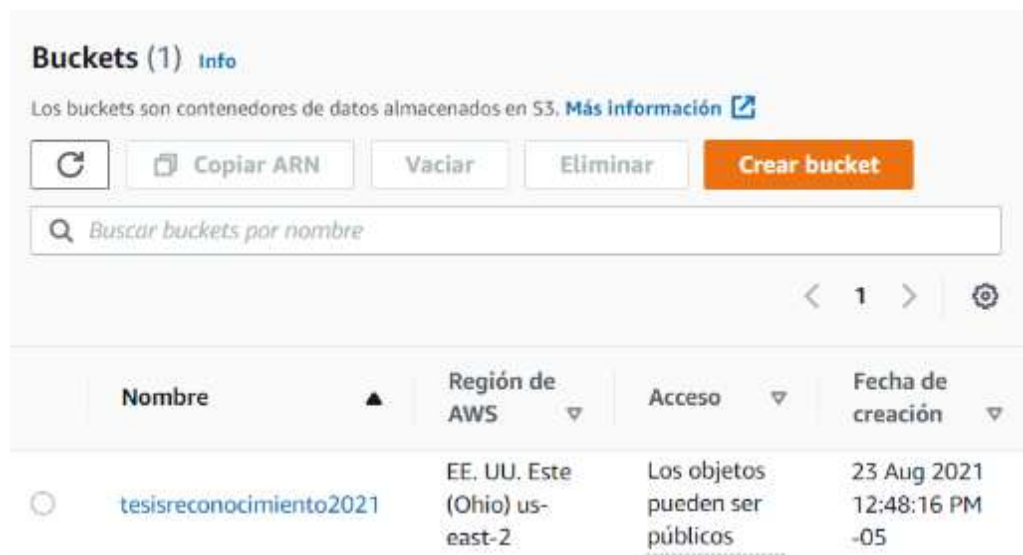 Buckets (1) Info
Los buckets son contenedores de datos almacenados en S3. Más información
Copiar ARN Vaciar Eliminar Crear bucket
Buscar buckets por nombre
1
Nombre Región de AWS Acceso Fecha de creación
tesisreconocimiento2021
EE. UU. Este
(Ohio) us-
east-2
Los objetos
pueden ser
públicos
23 Aug 2021
12:48:16 PM
-05